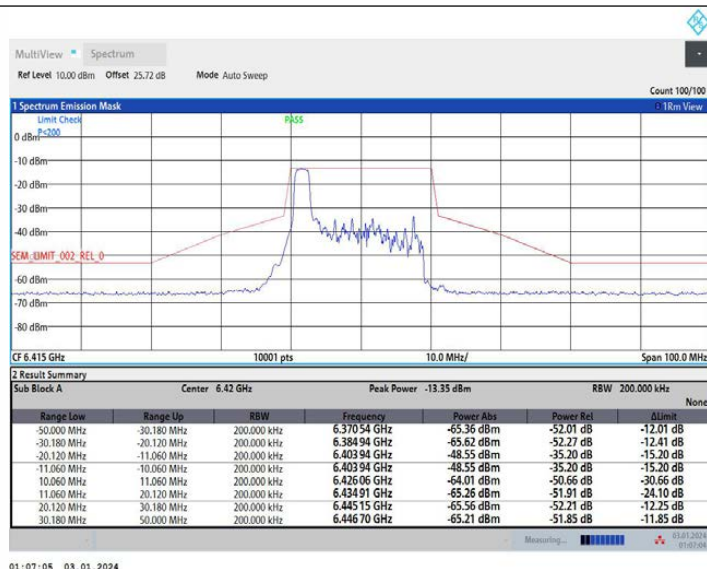 MultiView Spectrum
Ref Level 10.00 dBm Offset 25.72 dB Mode Auto Sweep
Count 100/100
1 Spectrum Emission Mask 1Rm View
Limit Check PASS
P<200
0 dBm
-10 dBm
-20 dBm
-30 dBm
-40 dBm
SEM_LIMIT_002_REL_0
-60 dBm
-70 dBm
-80 dBm
CF 6.415 GHz 10001 pts 10.0 MHz/ Span 100.0 MHz
2 Result Summary
Sub Block A Center 6.42 GHz Peak Power -13.35 dBm RBW 200.000 kHz
None
Range Low Range Up RBW Frequency Power Abs Power Rel ΔLimit
-50.000 MHz -30.180 MHz 200.000 kHz 6.370 54 GHz -65.36 dBm -52.01 dB -12.01 dB
-30.180 MHz -20.120 MHz 200.000 kHz 6.384 94 GHz -65.62 dBm -52.27 dB -12.41 dB
-20.120 MHz -11.060 MHz 200.000 kHz 6.403 94 GHz -48.55 dBm -35.20 dB -15.20 dB
-11.060 MHz -10.060 MHz 200.000 kHz 6.403 94 GHz -48.55 dBm -35.20 dB -15.20 dB
10.060 MHz 11.060 MHz 200.000 kHz 6.426 06 GHz -64.01 dBm -50.66 dB -30.66 dB
11.060 MHz 20.120 MHz 200.000 kHz 6.434 91 GHz -65.26 dBm -51.91 dB -24.10 dB
20.120 MHz 30.180 MHz 200.000 kHz 6.445 15 GHz -65.56 dBm -52.21 dB -12.25 dB
30.180 MHz 50.000 MHz 200.000 kHz 6.446 70 GHz -65.21 dBm -51.85 dB -11.85 dB
Measuring... 03.01.2024
01:07:04
01:07:05 03.01.2024